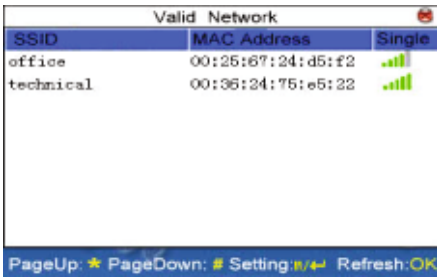 Valid Network
SSID MAC Address Single
office 00:25:67:24:d5:f2
technical 00:36:24:75:e5:22
PageUp: * PageDown: # Setting:M/↵ Refresh:OK